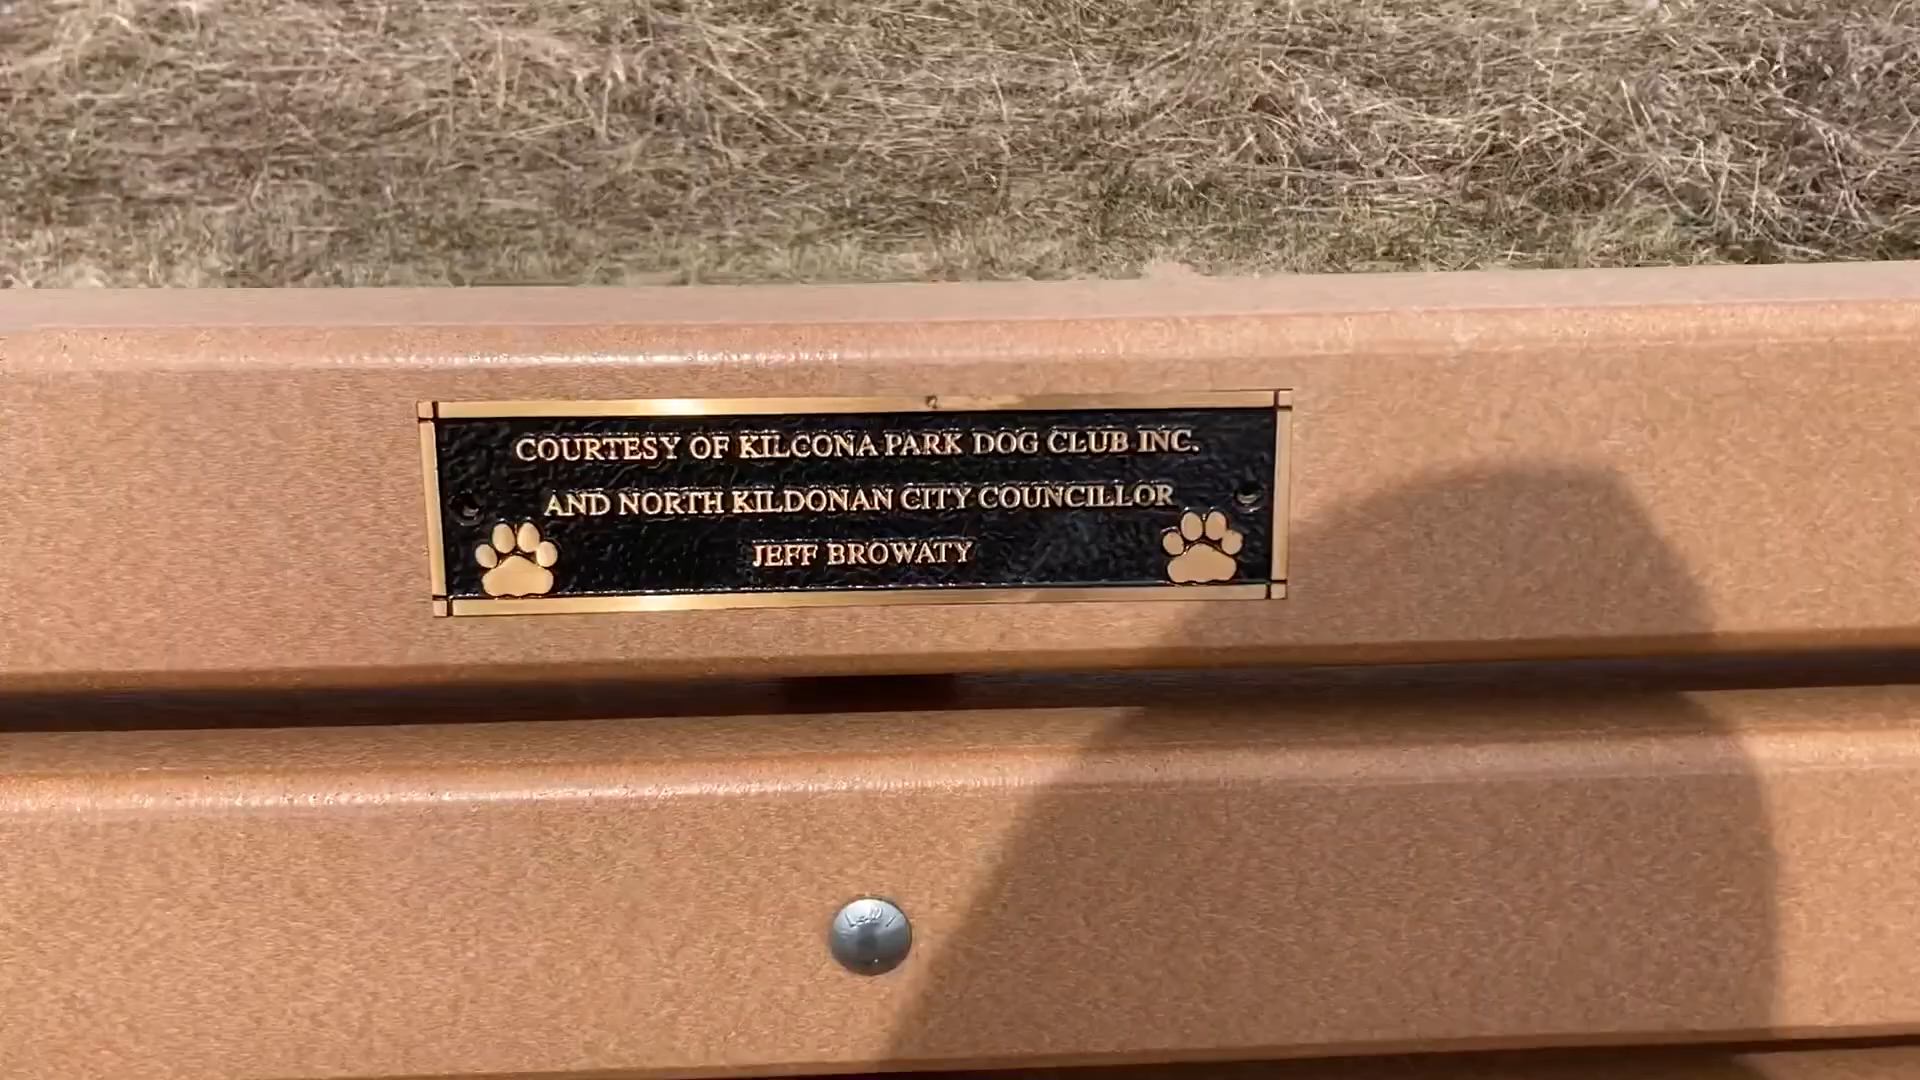 COURTESY OF KILCONA PARK DOG CLUB INC.
AND NORTH KILDONAN CITY COUNCILLOR
JEFF BROWATY